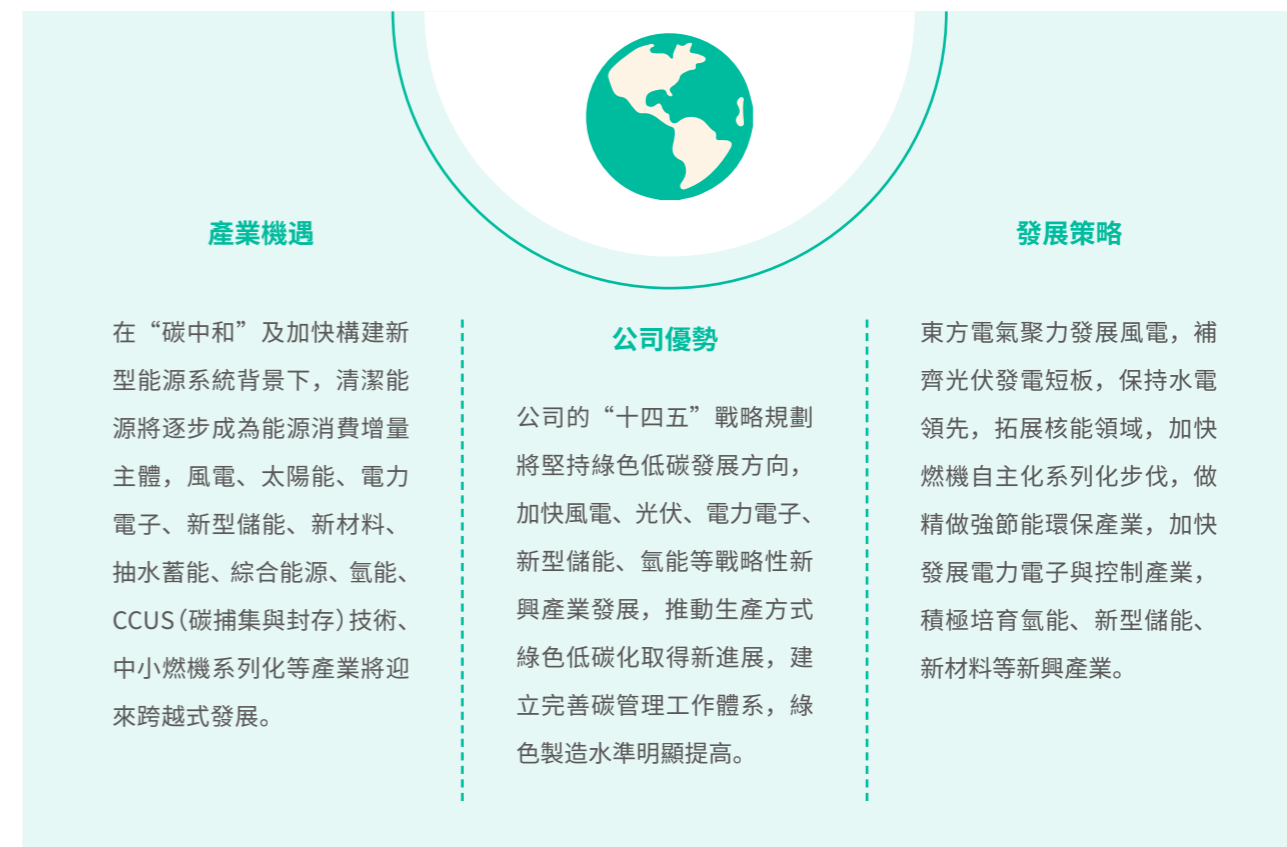 產業機遇
在“碳中和”及加快構建新
型能源系統背景下，清潔能
源將逐步成為能源消費增量
主體，風電、太陽能、電力
電子、新型儲能、新材料、
抽水蓄能、綜合能源、氫能、
CCUS（碳捕集與封存）技術、
中小燃機系列化等產業將迎
來跨越式發展。
公司優勢
公司的“十四五”戰略規劃
將堅持綠色低碳發展方向，
加快風電、光伏、電力電子、
新型儲能、氫能等戰略性新
興產業發展，推動生產方式
綠色低碳化取得新進展，建
立完善碳管理工作體系，綠
色製造水準明顯提高。
發展策略
東方電氣聚力發展風電，補
齊光伏發電短板，保持水電
領先，拓展核能領域，加快
燃機自主化系列化步伐，做
精做強節能環保產業，加快
發展電力電子與控制產業，
積極培育氫能、新型儲能、
新材料等新興產業。